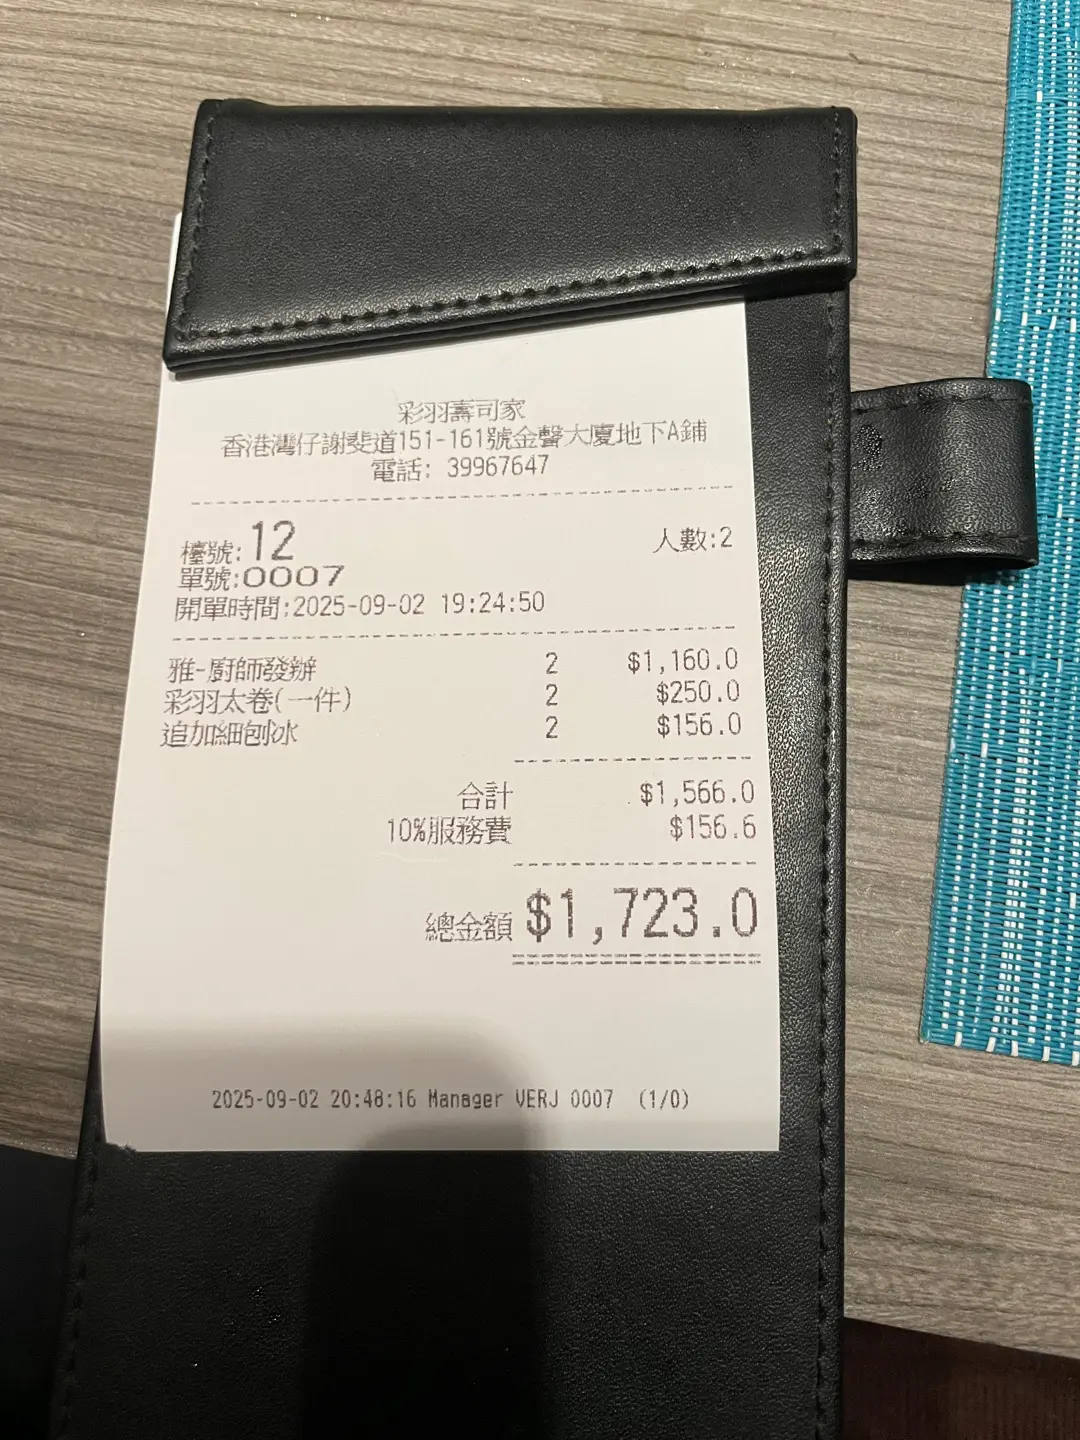 彩羽壽司家
香港灣仔謝斐道151-161號金聲大廈地下A鋪
電話: 39967647
檯號:12 人數:2
單號:0007
開單時間:2025-09-02 19:24:50
雅-廚師發辦 2 $1,160.0
彩羽太卷(一件) 2 $250.0
追加細刨冰 2 $156.0
合計 $1,566.0
10%服務費 $156.6
總金額 $1,723.0
2025-09-02 20:48:16 Manager VERJ 0007 (1/0)